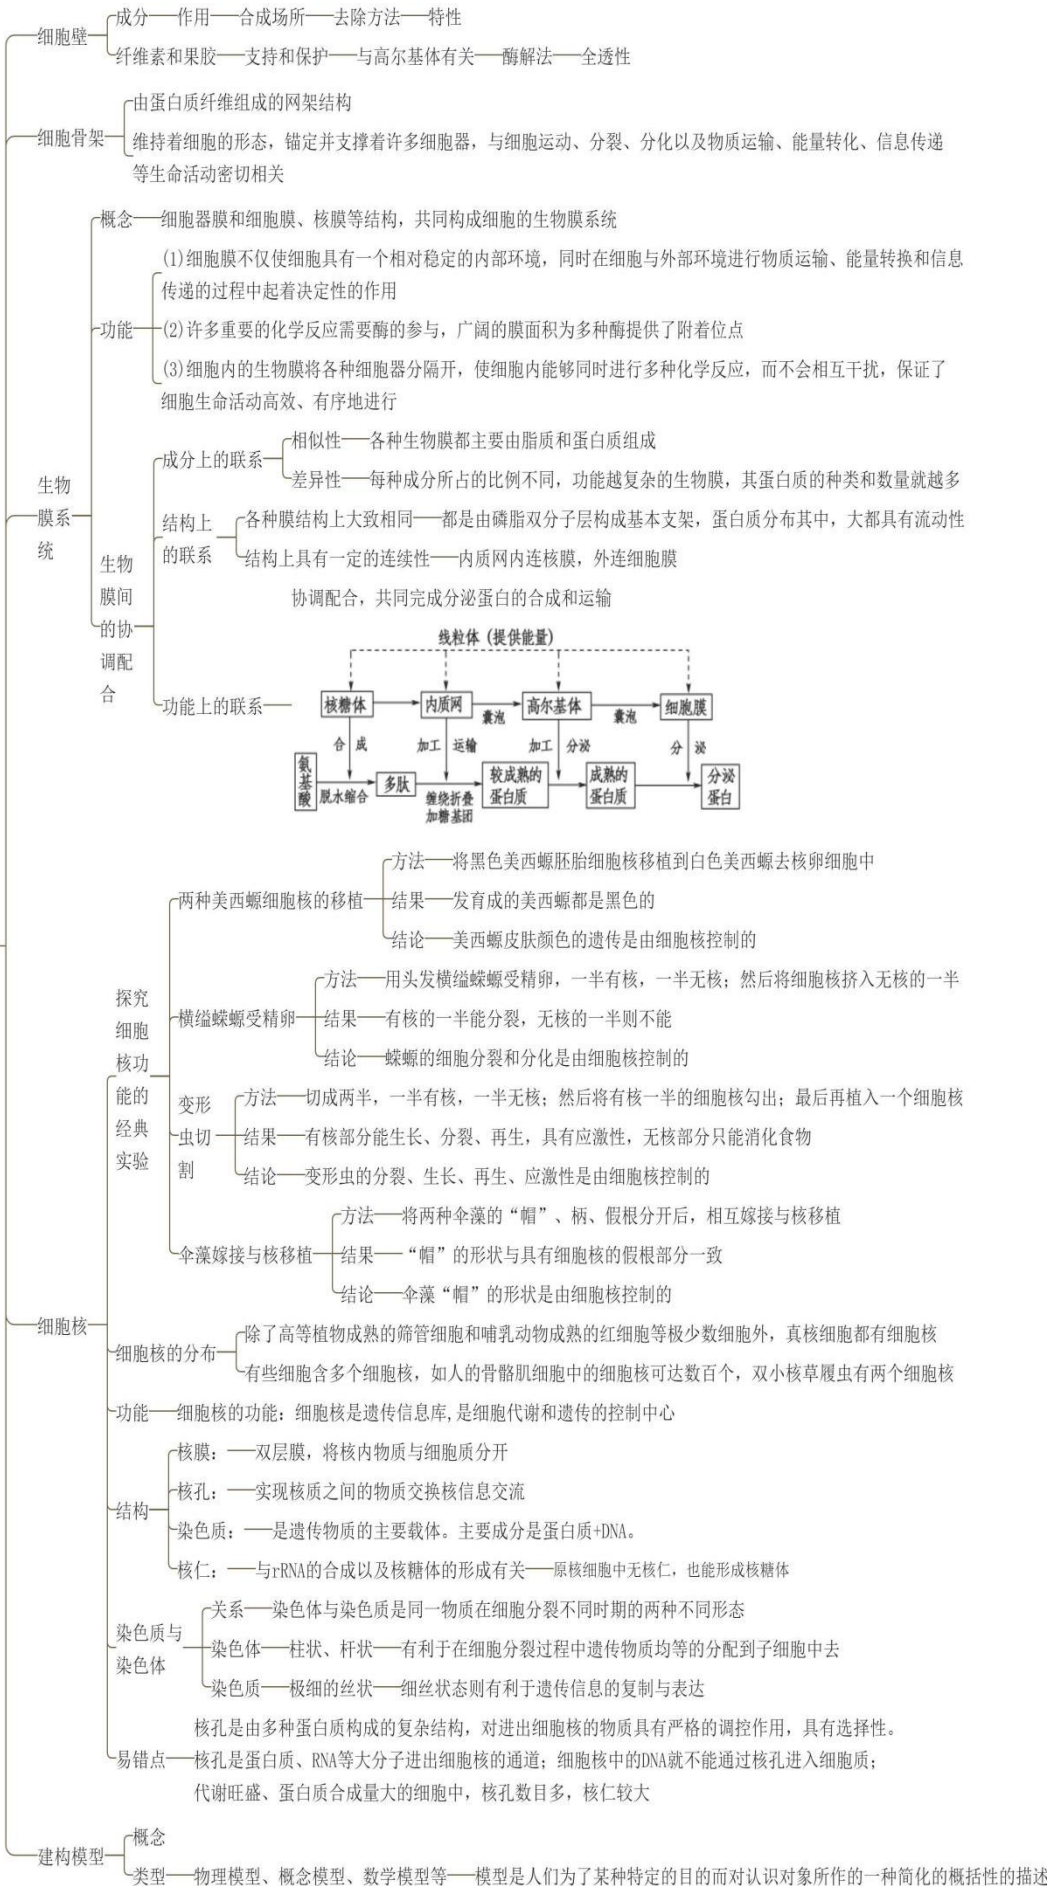 细胞壁
成分—作用—合成场所—去除方法—特性
纤维素和果胶—支持和保护—与高尔基体有关—酶解法—全透性
细胞骨架
由蛋白质纤维组成的网架结构
维持着细胞的形态，锚定并支撑着许多细胞器，与细胞运动、分裂、分化以及物质运输、能量转化、信息传递
等生命活动密切相关
生物
膜系
统
概念—细胞器膜和细胞膜、核膜等结构，共同构成细胞的生物膜系统
功能
(1)细胞膜不仅使细胞具有一个相对稳定的内部环境，同时在细胞与外部环境进行物质运输、能量转换和信息
传递的过程中起着决定性的作用
(2)许多重要的化学反应需要酶的参与，广阔的膜面积为多种酶提供了附着位点
(3)细胞内的生物膜将各种细胞器分隔开，使细胞内能够同时进行多种化学反应，而不会相互干扰，保证了
细胞生命活动高效、有序地进行
生物
膜间
的协
调配
合
成分上的联系
相似性—各种生物膜都主要由脂质和蛋白质组成
差异性—每种成分所占的比例不同，功能越复杂的生物膜，其蛋白质的种类和数量就越多
结构上
的联系
各种膜结构上大致相同—都是由磷脂双分子层构成基本支架，蛋白质分布其中，大都具有流动性
结构上具有一定的连续性—内质网内连核膜，外连细胞膜
功能上的联系
协调配合，共同完成分泌蛋白的合成和运输
线粒体（提供能量）
核糖体 内质网 囊泡 高尔基体 囊泡 细胞膜
合成 加工 运输 加工 分泌 分泌
氨基酸 脱水缩合 多肽 缠绕折叠 加糖基团 较成熟的蛋白质 成熟的蛋白质 分泌蛋白
细胞核
探究
细胞
核功
能的
经典
实验
两种美西螈细胞核的移植
方法—将黑色美西螈胚胎细胞核移植到白色美西螈去核卵细胞中
结果—发育成的美西螈都是黑色的
结论—美西螈皮肤颜色的遗传是由细胞核控制的
横缢蝾螈受精卵
方法—用头发横缢蝾螈受精卵，一半有核，一半无核；然后将细胞核挤入无核的一半
结果—有核的一半能分裂，无核的一半则不能
结论—蝾螈的细胞分裂和分化是由细胞核控制的
变形
虫切
割
方法—切成两半，一半有核，一半无核；然后将有核一半的细胞核勾出；最后再植入一个细胞核
结果—有核部分能生长、分裂、再生，具有应激性，无核部分只能消化食物
结论—变形虫的分裂、生长、再生、应激性是由细胞核控制的
伞藻嫁接与核移植
方法—将两种伞藻的“帽”、柄、假根分开后，相互嫁接与核移植
结果—“帽”的形状与具有细胞核的假根部分一致
结论—伞藻“帽”的形状是由细胞核控制的
细胞核的分布
除了高等植物成熟的筛管细胞和哺乳动物成熟的红细胞等极少数细胞外，真核细胞都有细胞核
有些细胞含多个细胞核，如人的骨骼肌细胞中的细胞核可达数百个，双小核草履虫有两个细胞核
功能—细胞核的功能：细胞核是遗传信息库,是细胞代谢和遗传的控制中心
结构
核膜：—双层膜，将核内物质与细胞质分开
核孔：—实现核质之间的物质交换核信息交流
染色质：—是遗传物质的主要载体。主要成分是蛋白质+DNA。
核仁：—与rRNA的合成以及核糖体的形成有关—原核细胞中无核仁，也能形成核糖体
染色质与
染色体
关系—染色体与染色质是同一物质在细胞分裂不同时期的两种不同形态
染色体—柱状、杆状—有利于在细胞分裂过程中遗传物质均等的分配到子细胞中去
染色质—极细的丝状—细丝状态则有利于遗传信息的复制与表达
易错点
核孔是由多种蛋白质构成的复杂结构，对进出细胞核的物质具有严格的调控作用，具有选择性。
核孔是蛋白质、RNA等大分子进出细胞核的通道；细胞核中的DNA就不能通过核孔进入细胞质；
代谢旺盛、蛋白质合成量大的细胞中，核孔数目多，核仁较大
建构模型
概念
类型—物理模型、概念模型、数学模型等—模型是人们为了某种特定的目的而对认识对象所作的一种简化的概括性的描述